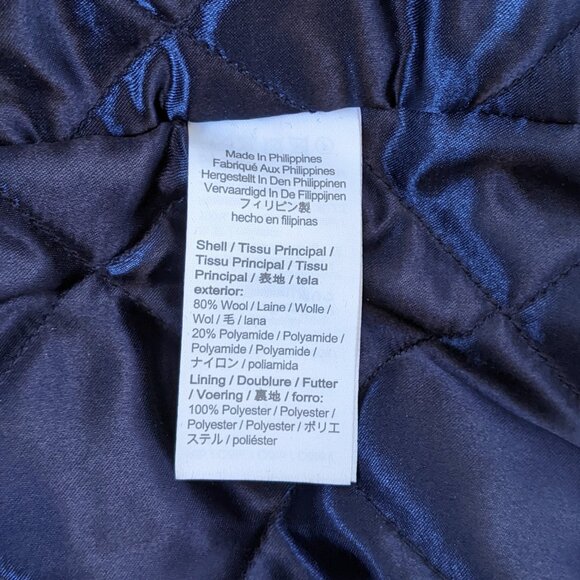 Made In Philippines
Fabriqué Aux Philippines
Hergestellt In Den Philippinen
Vervaardigd In De Filippijnen
フィリピン製
hecho en filipinas
Shell / Tissu Principal /
Tissu Principal / Tissu
Principal / 表地 / tela
exterior:
80% Wool / Laine / Wolle /
Wol / 毛 / lana
20% Polyamide / Polyamide /
Polyamide / Polyamide /
ナイロン / poliamida
Lining / Doublure / Futter
/ Voering / 裏地 / forro:
100% Polyester / Polyester /
Polyester / Polyester / ポリエ
ステル / poliéster